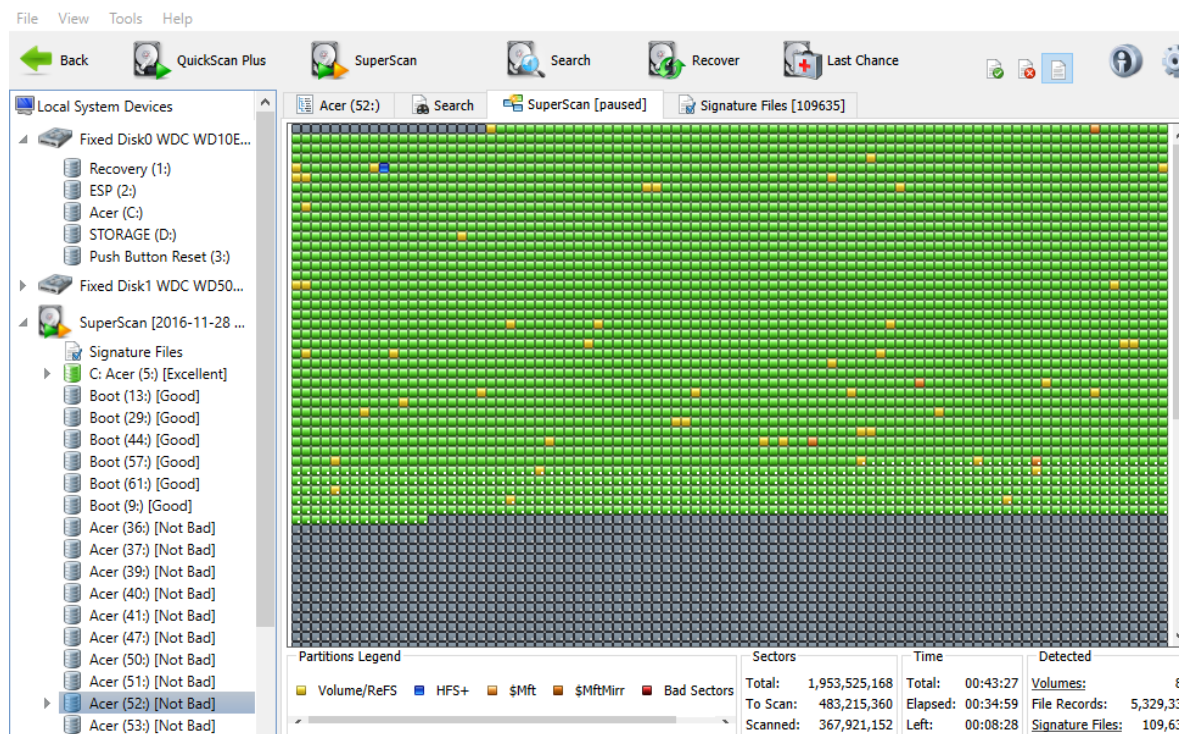 File View Tools Help
Back QuickScan Plus SuperScan Search Recover Last Chance
Local System Devices
Fixed Disk0 WDC WD10E...
Recovery (1:)
ESP (2:)
Acer (C:)
STORAGE (D:)
Push Button Reset (3:)
Fixed Disk1 WDC WD50...
SuperScan [2016-11-28 ...
Signature Files
C: Acer (5:) [Excellent]
Boot (13:) [Good]
Boot (29:) [Good]
Boot (44:) [Good]
Boot (57:) [Good]
Boot (61:) [Good]
Boot (9:) [Good]
Acer (36:) [Not Bad]
Acer (37:) [Not Bad]
Acer (39:) [Not Bad]
Acer (40:) [Not Bad]
Acer (41:) [Not Bad]
Acer (47:) [Not Bad]
Acer (50:) [Not Bad]
Acer (51:) [Not Bad]
Acer (52:) [Not Bad]
Acer (53:) [Not Bad]
Acer (52:) Search SuperScan [paused] Signature Files [109635]
Partitions Legend
Volume/ReFS HFS+ $Mft $MftMirr Bad Sectors
Sectors
Total: 1,953,525,168
To Scan: 483,215,360
Scanned: 367,921,152
Time
Total: 00:43:27
Elapsed: 00:34:59
Left: 00:08:28
Detected
Volumes: 8
File Records: 5,329,33
Signature Files: 109,63